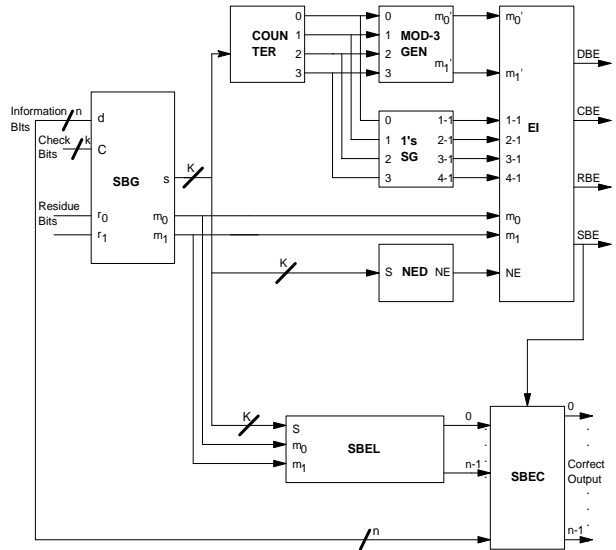 COUN
TER
0
1
2
3
0
1
2
3
MOD-3
GEN
m0'
m1'
m0'
m1'
DBE
Information
BIts
n
d
Check
Bits
k
C
SBG
K
s
0
1
2
3
1's
SG
1-1
2-1
3-1
4-1
1-1
2-1
3-1
4-1
EI
CBE
RBE
Residue
Bits
r0
r1
m0
m1
m0
m1
SBE
K
S
NED
NE
NE
K
S
m0
m1
SBEL
0
n-1
SBEC
0
Correct
Output
n-1
n